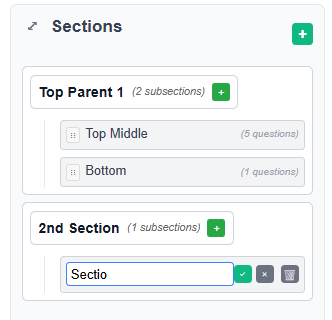 Sections
Top Parent 1 (2 subsections)
Top Middle (5 questions)
Bottom (1 questions)
2nd Section (1 subsections)
Sectio